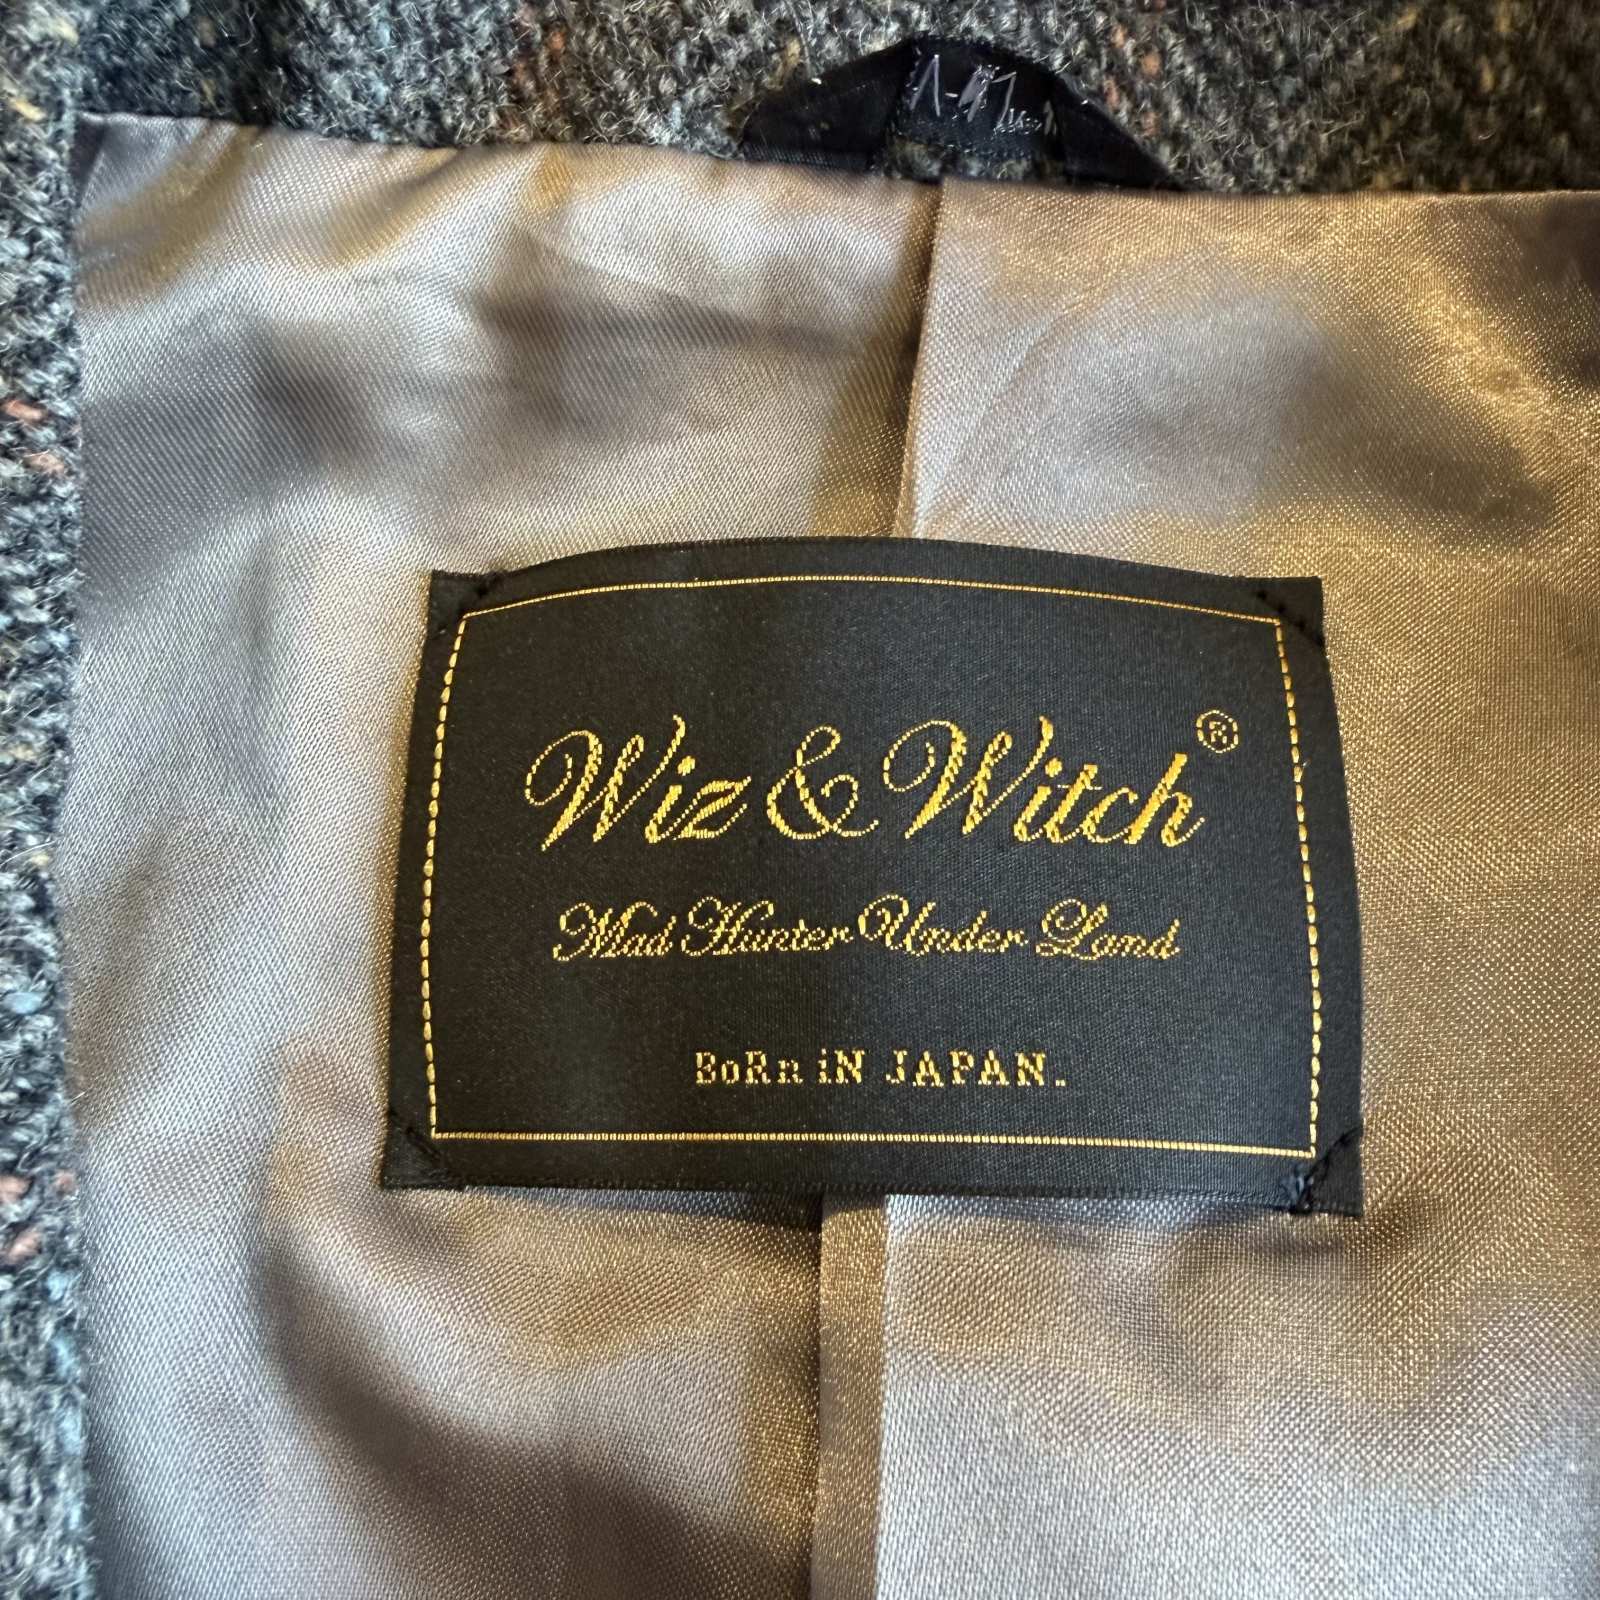 Wiz & Witch ®
Mad Hunter Under Land
BoRn iN JAPAN.